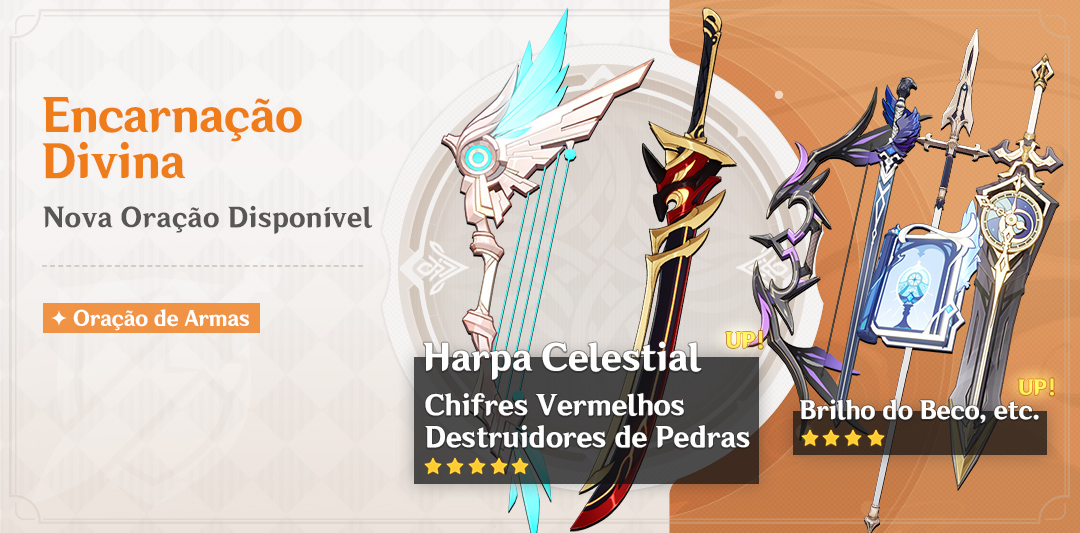 Encarnação
Divina
Nova Oração Disponível
✦ Oração de Armas
UP!
Harpa Celestial
Chifres Vermelhos
Destruidores de Pedras
UP!
Brilho do Beco, etc.